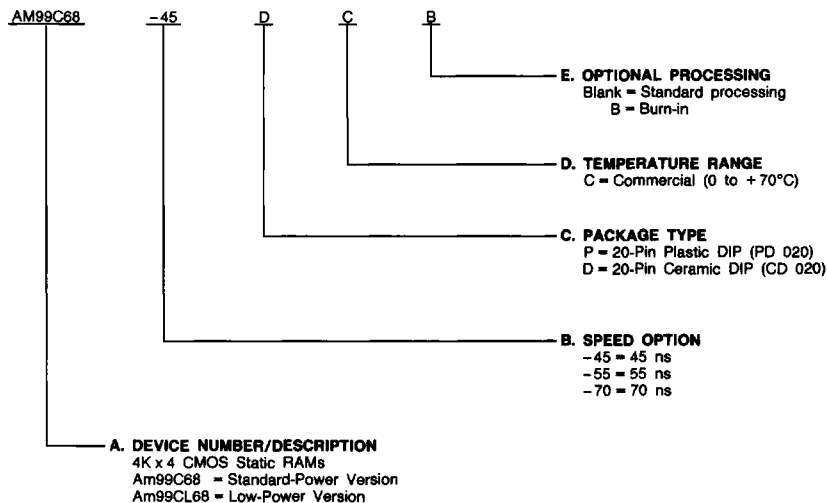 AM99C68 -45 D C B
E. OPTIONAL PROCESSING
Blank = Standard processing
B = Burn-in
D. TEMPERATURE RANGE
C = Commercial (0 to +70°C)
C. PACKAGE TYPE
P = 20-Pin Plastic DIP (PD 020)
D = 20-Pin Ceramic DIP (CD 020)
B. SPEED OPTION
-45 = 45 ns
-55 = 55 ns
-70 = 70 ns
A. DEVICE NUMBER/DESCRIPTION
4K x 4 CMOS Static RAMs
Am99C68 = Standard-Power Version
Am99CL68 = Low-Power Version